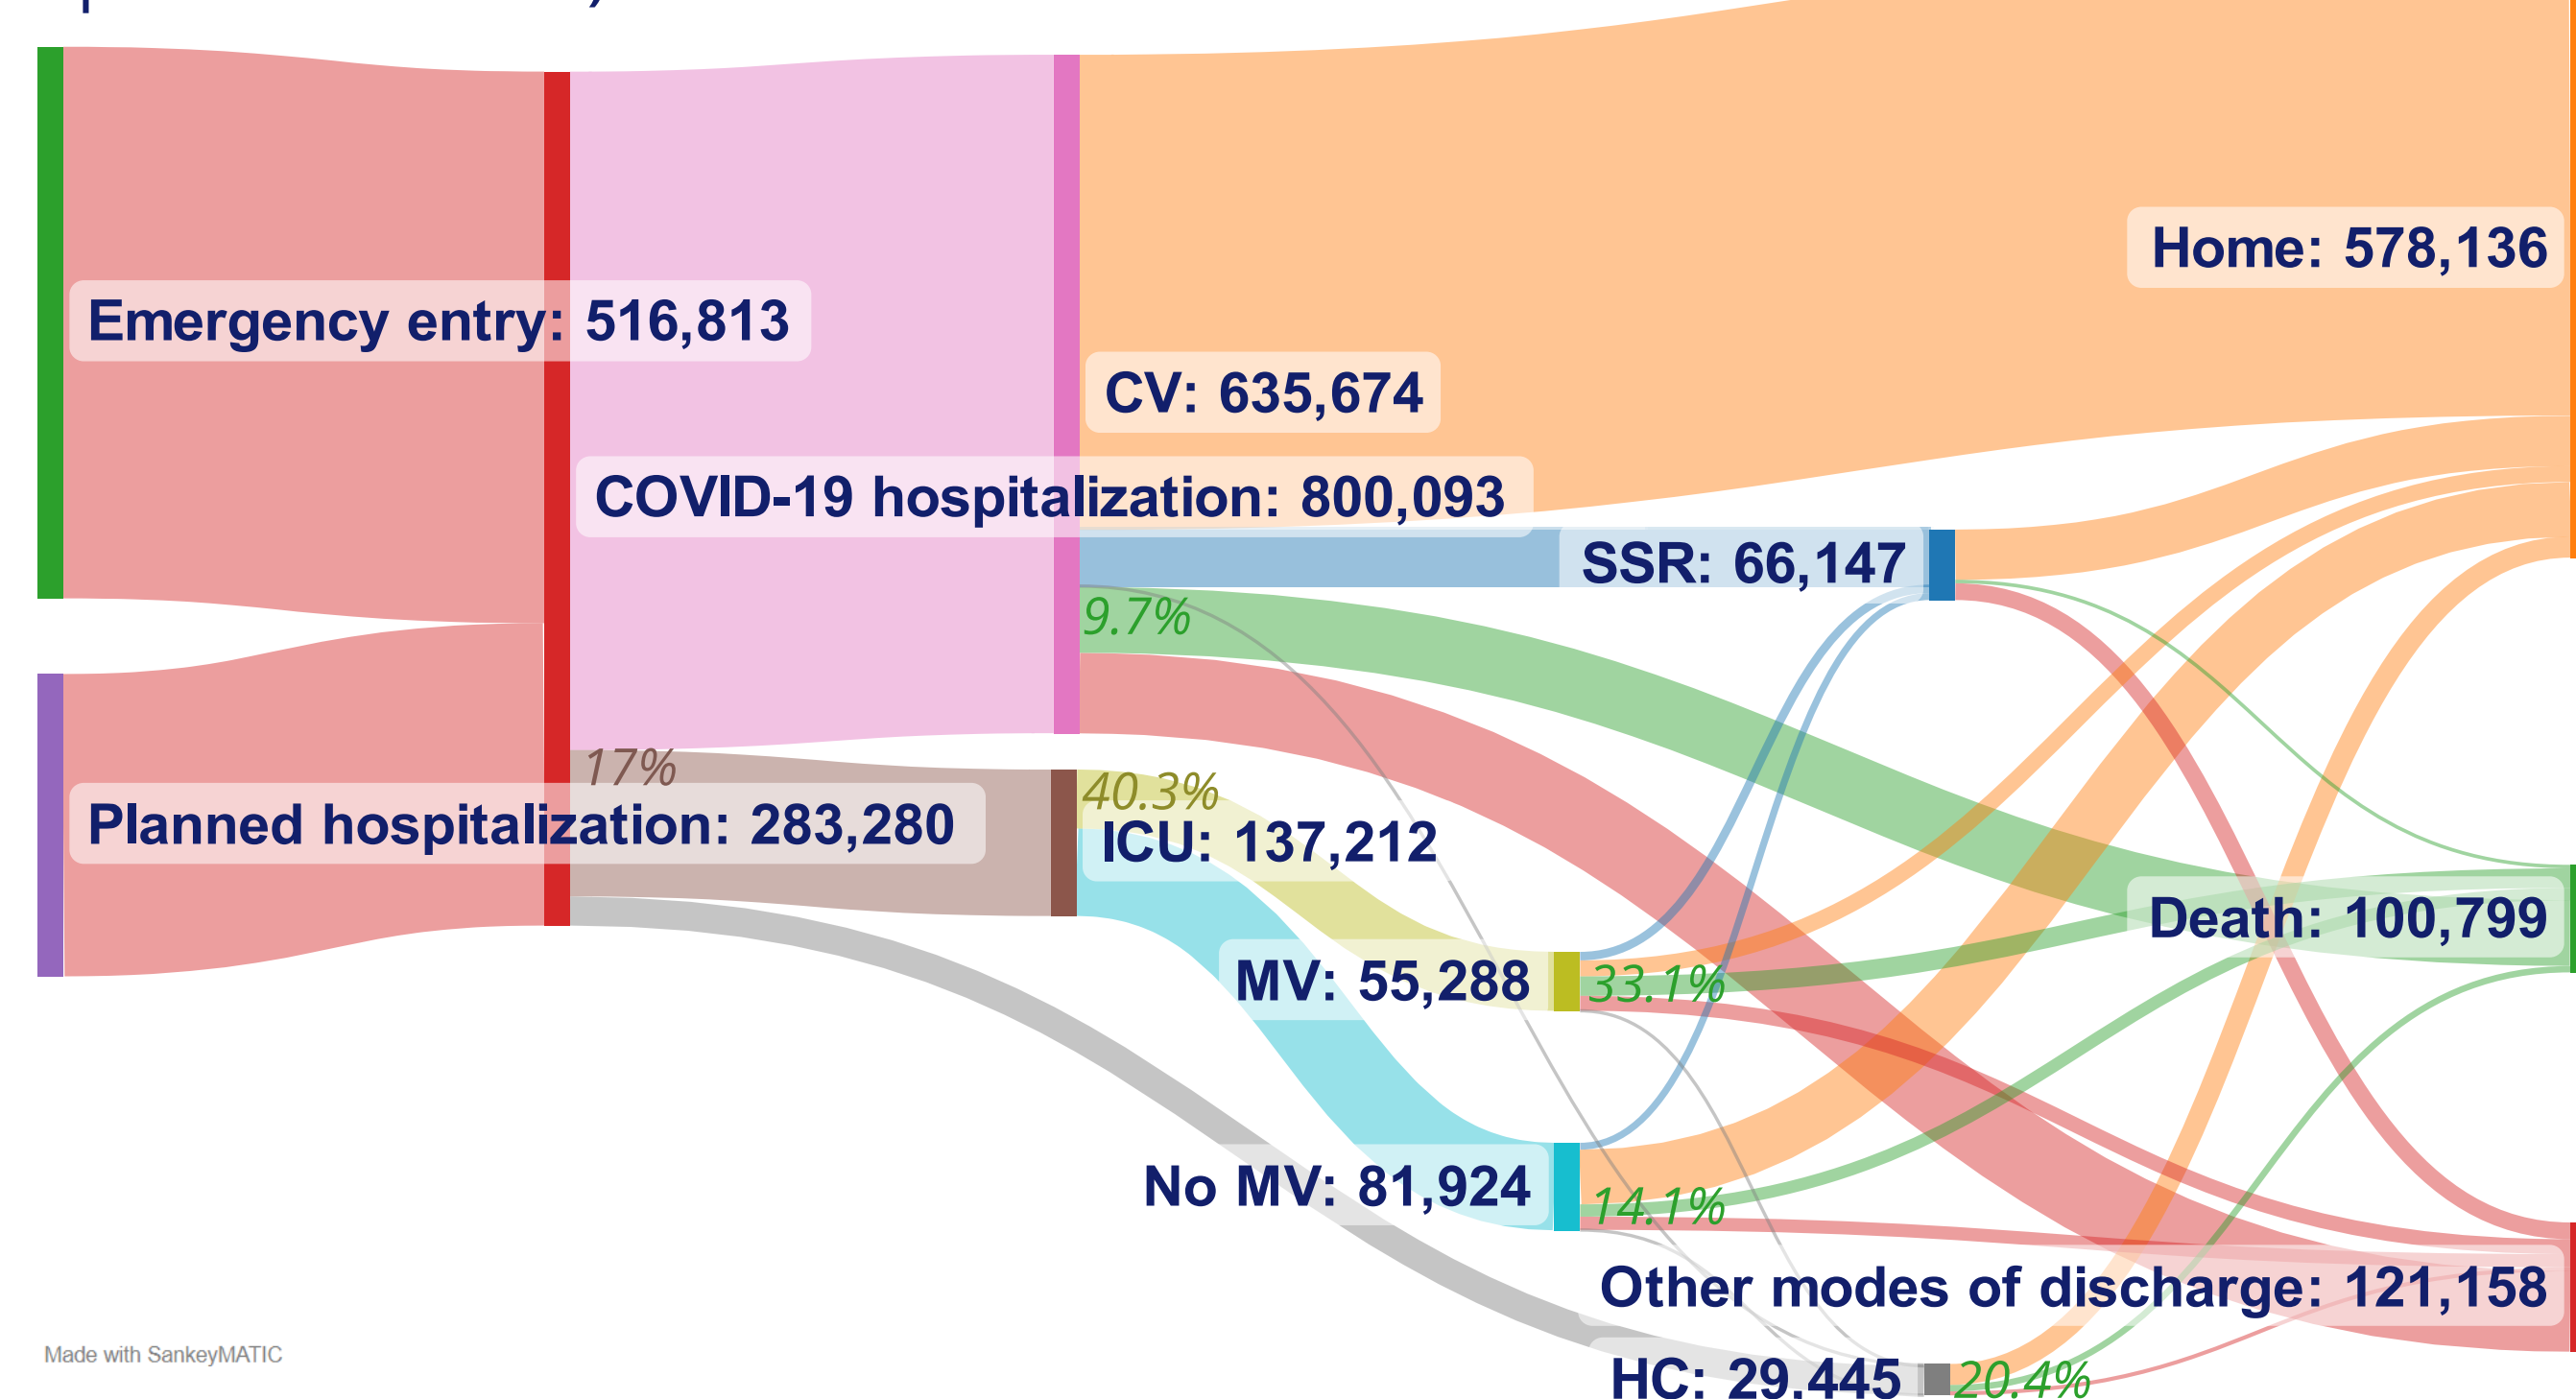 Home: 578,136
Emergency entry: 516,813
CV: 635,674
COVID-19 hospitalization: 800,093
SSR: 66,147
9.7%
17%
40.3%
Planned hospitalization: 283,280
ICU: 137,212
Death: 100,799
MV: 55,288
33.1%
No MV: 81,924
14.1%
Other modes of discharge: 121,158
HC: 29,445
20.4%
Made with SankeyMATIC